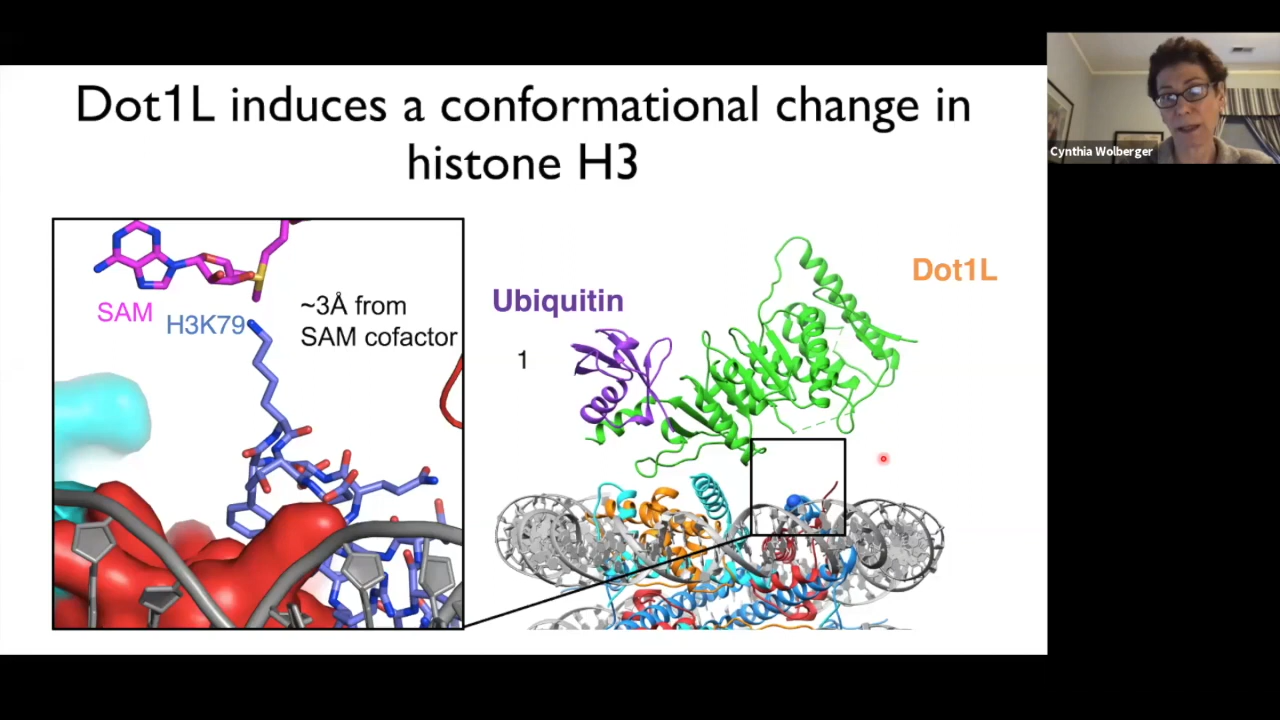 Dot1L induces a conformational change in
histone H3
Cynthia Wolberger
SAM
H3K79
~3Å from
SAM cofactor
Ubiquitin
1
Dot1L